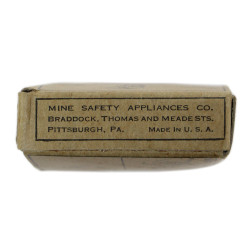 MINE SAFETY APPLIANCES CO.
BRADDOCK, THOMAS AND MEADE STS.
PITTSBURGH, PA. MADE IN U. S. A.